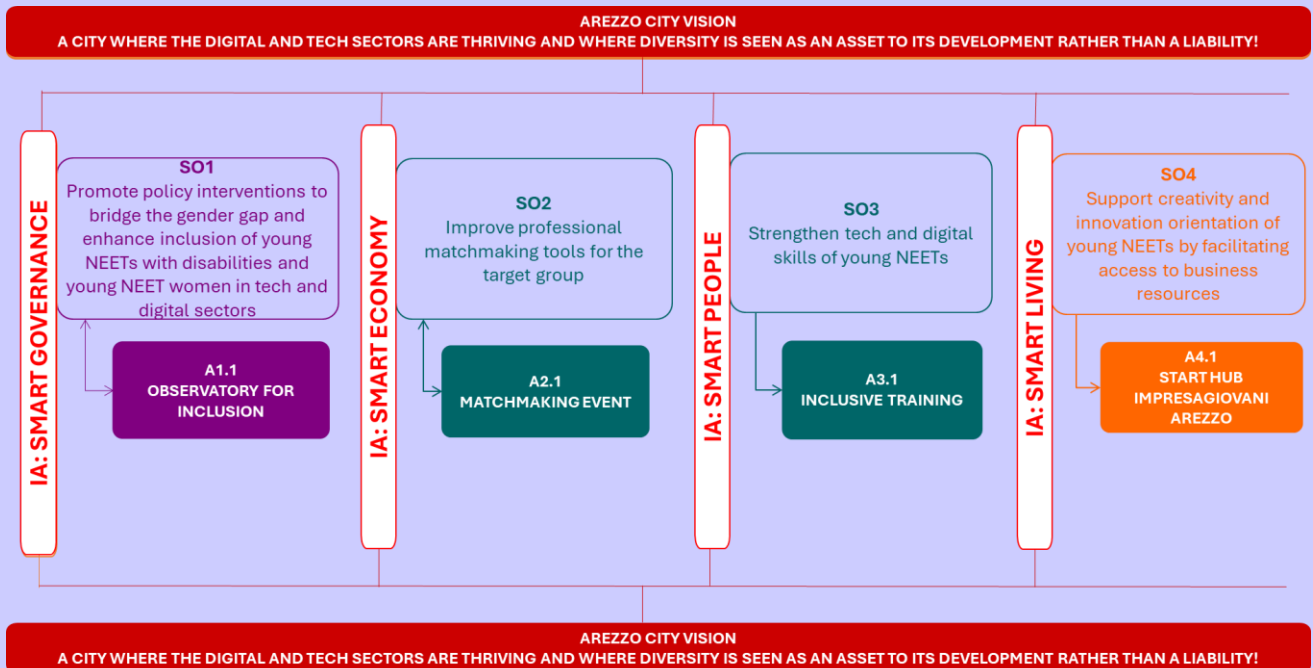 AREZZO CITY VISION
A CITY WHERE THE DIGITAL AND TECH SECTORS ARE THRIVING AND WHERE DIVERSITY IS SEEN AS AN ASSET TO ITS DEVELOPMENT RATHER THAN A LIABILITY!
IA: SMART GOVERNANCE
SO1
Promote policy interventions to
bridge the gender gap and
enhance inclusion of young
NEETs with disabilities and
young NEET women in tech and
digital sectors
A1.1
OBSERVATORY FOR
INCLUSION
IA: SMART ECONOMY
SO2
Improve professional
matchmaking tools for the
target group
A2.1
MATCHMAKING EVENT
IA: SMART PEOPLE
SO3
Strengthen tech and digital
skills of young NEETs
A3.1
INCLUSIVE TRAINING
IA: SMART LIVING
SO4
Support creativity and
innovation orientation of
young NEETs by facilitating
access to business
resources
A4.1
START HUB
IMPRESAGIOVANI
AREZZO
AREZZO CITY VISION
A CITY WHERE THE DIGITAL AND TECH SECTORS ARE THRIVING AND WHERE DIVERSITY IS SEEN AS AN ASSET TO ITS DEVELOPMENT RATHER THAN A LIABILITY!